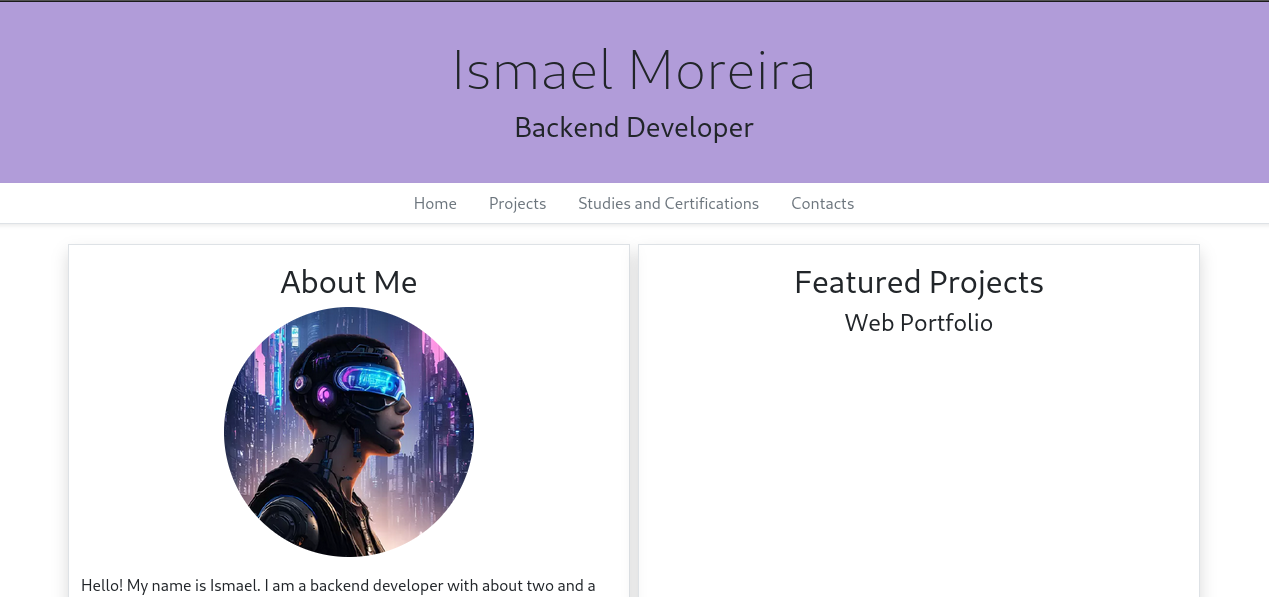 Ismael Moreira
Backend Developer
Home Projects Studies and Certifications Contacts
About Me
Hello! My name is Ismael. I am a backend developer with about two and a
Featured Projects
Web Portfolio